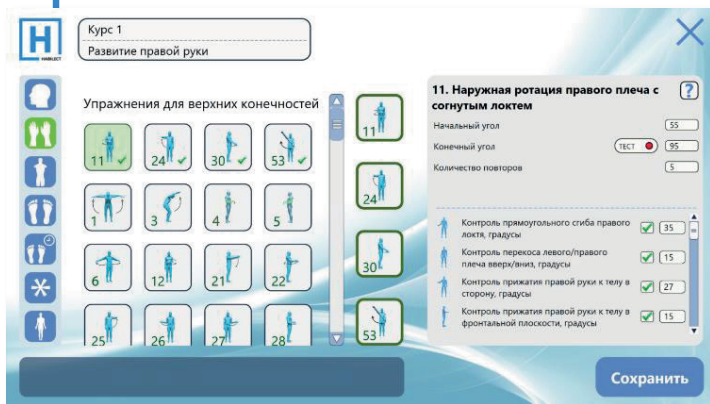 H
HABILECT
Курс 1
Развитие правой руки
Упражнения для верхних конечностей
11
24
30
53
1
3
4
5
6
12
21
22
25
26
27
28
11
24
30
53
11. Наружная ротация правого плеча с
согнутым локтем
?
Начальный угол 55
Конечный угол ТЕСТ 95
Количество повторов 5
Контроль прямоугольного сгиба правого
локтя, градусы 35
Контроль перекоса левого/правого
плеча вверх/вниз, градусы 15
Контроль прижатия правой руки к телу в
сторону, градусы 27
Контроль прижатия правой руки к телу в
фронтальной плоскости, градусы 15
Сохранить